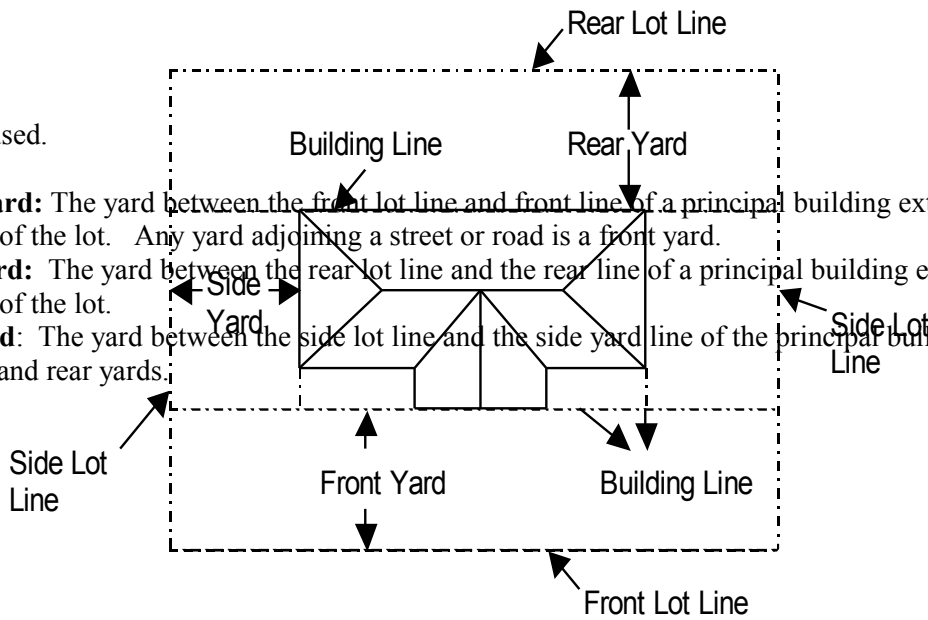 Rear Lot Line
sed.
Building Line
Rear Yard
ard: The yard between the front lot line and front line of a principal building ext
of the lot. Any yard adjoining a street or road is a front yard.
rd: The yard between the rear lot line and the rear line of a principal building e
of the lot.
Side
Yard
d: The yard between the side lot line and the side yard line of the principal buil
and rear yards.
Side Lot
Line
Side Lot
Line
Front Yard
Building Line
Front Lot Line